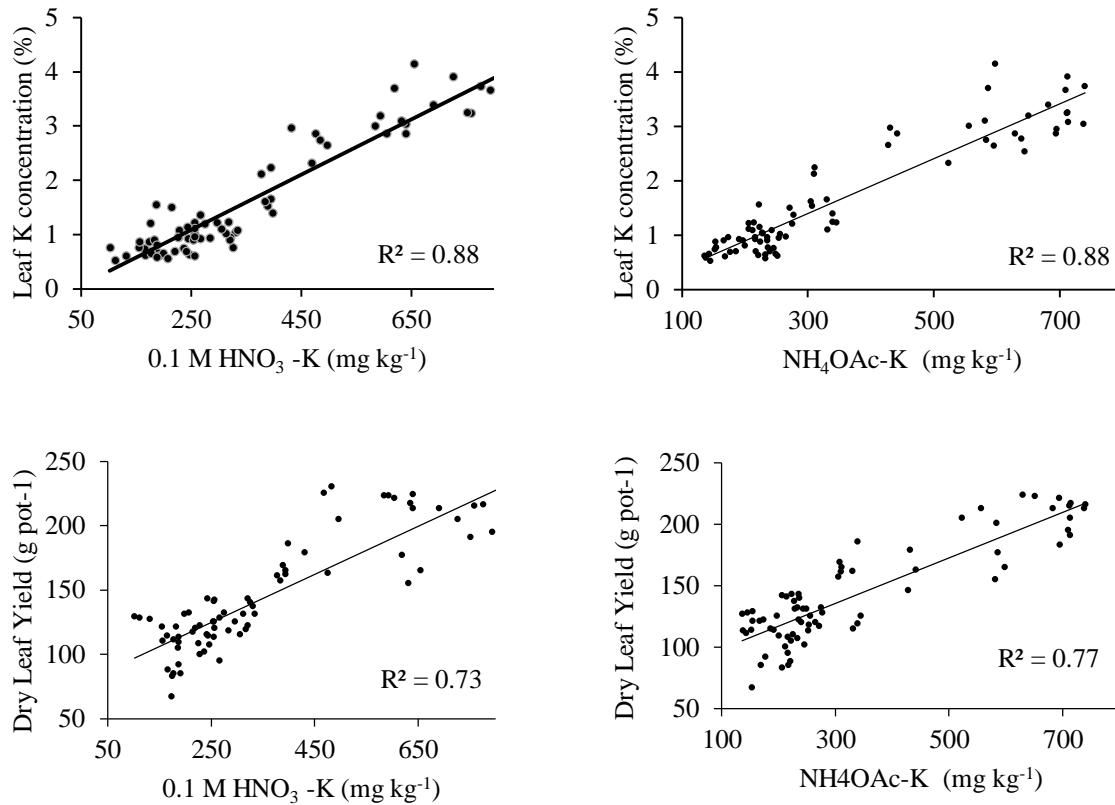 Leaf K concentration (%)
5
4
3
2
1
0
R² = 0.88
50 250 450 650
0.1 M HNO₃ -K (mg kg⁻¹)
Leaf K concentration (%)
5
4
3
2
1
0
R² = 0.88
100 300 500 700
NH₄OAc-K (mg kg⁻¹)
Dry Leaf Yield (g pot-1)
250
200
150
100
50
R² = 0.73
50 250 450 650
0.1 M HNO₃ -K (mg kg⁻¹)
Dry Leaf Yield (g pot-1)
250
200
150
100
50
R² = 0.77
100 300 500 700
NH4OAc-K (mg kg⁻¹)